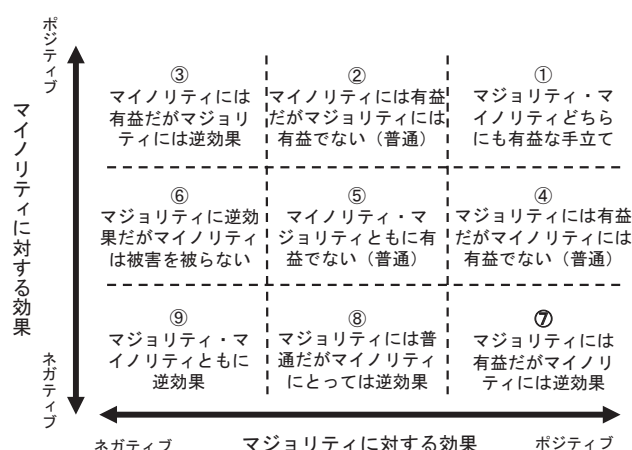 ポジティブ
マイノリティに対する効果
ネガティブ
③
マイノリティには
有益だがマジョリ
ティには逆効果
②
マイノリティには有益
だがマジョリティには
有益でない（普通）
①
マジョリティ・マ
イノリティどちら
にも有益な手立て
⑥
マジョリティに逆効
果だがマイノリティ
は被害を被らない
⑤
マイノリティ・マ
ジョリティともに有
益でない（普通）
④
マジョリティには有益
だがマイノリティには
有益でない（普通）
⑨
マジョリティ・マ
イノリティともに
逆効果
⑧
マジョリティには普
通だがマイノリティ
にとっては逆効果
⑦
マジョリティには
有益だがマイノリ
ティには逆効果
ネガティブ マジョリティに対する効果 ポジティブ